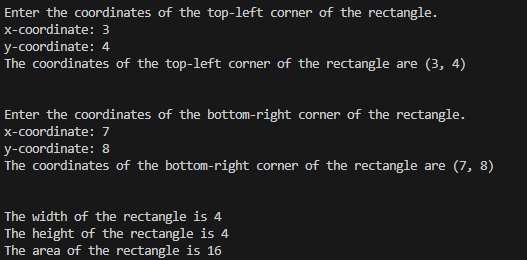 Enter the coordinates of the top-left corner of the rectangle.
x-coordinate: 3
y-coordinate: 4
The coordinates of the top-left corner of the rectangle are (3, 4)
Enter the coordinates of the bottom-right corner of the rectangle.
x-coordinate: 7
y-coordinate: 8
The coordinates of the bottom-right corner of the rectangle are (7, 8)
The width of the rectangle is 4
The height of the rectangle is 4
The area of the rectangle is 16